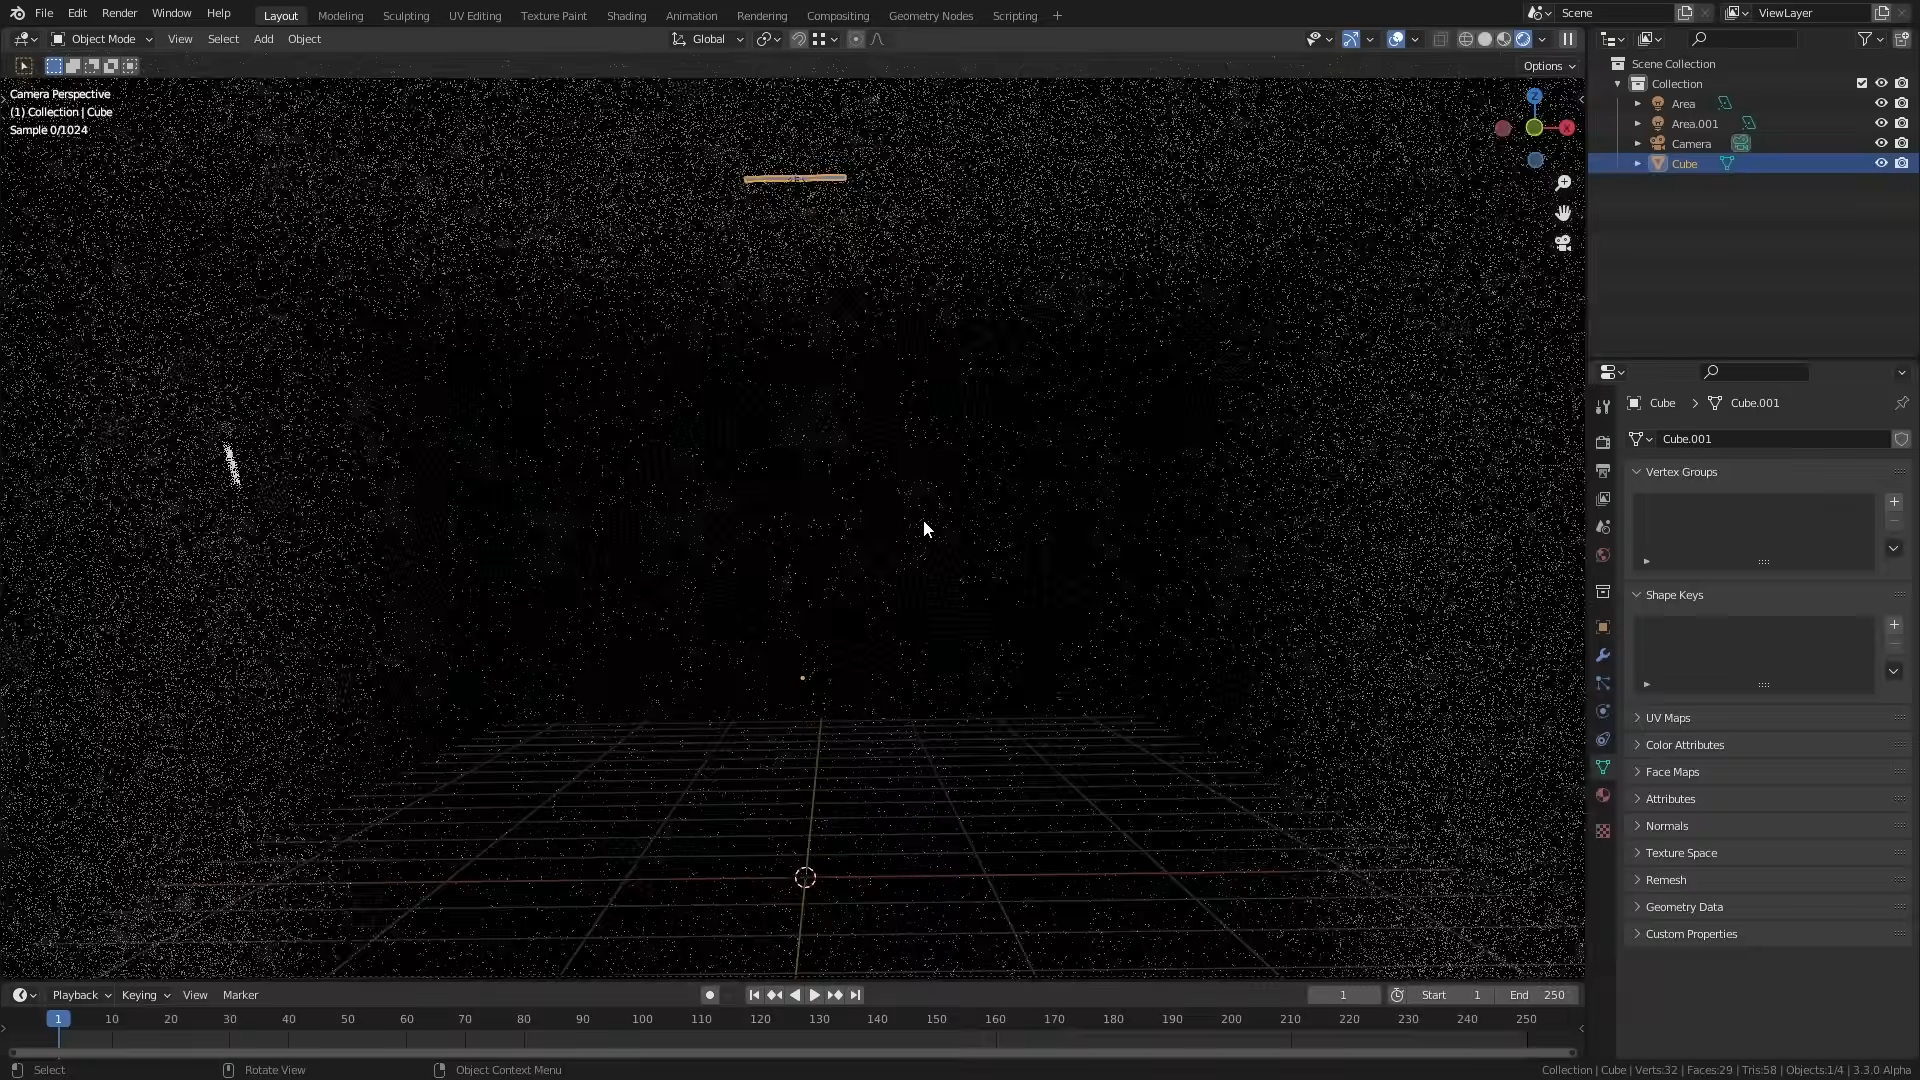 File Edit Render Window Help Layout Modeling Sculpting UV Editing Texture Paint Shading Animation Rendering Compositing Geometry Nodes Scripting + Scene ViewLayer
Object Mode View Select Add Object Global
Options
Camera Perspective
(1) Collection | Cube
Sample 0/1024
Z
X
Scene Collection
Collection
Area
Area.001
Camera
Cube
Cube > Cube.001
Cube.001
Vertex Groups
Shape Keys
UV Maps
Color Attributes
Face Maps
Attributes
Normals
Texture Space
Remesh
Geometry Data
Custom Properties
Playback Keying View Marker 1 Start 1 End 250
1 10 20 30 40 50 60 70 80 90 100 110 120 130 140 150 160 170 180 190 200 210 220 230 240 250
Select Rotate View Object Context Menu Collection | Cube | Verts:32 | Faces:29 | Tris:58 | Objects:1/4 | 3.3.0 Alpha